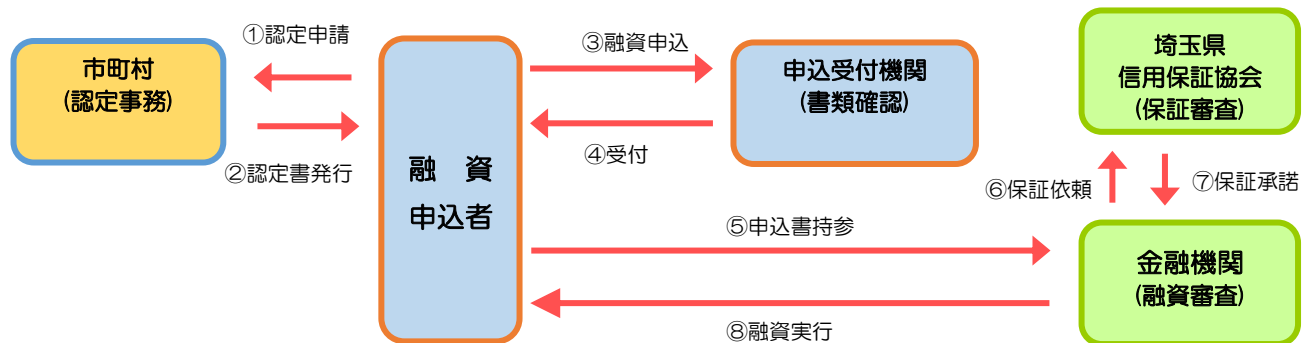 ①認定申請
市町村
(認定事務)
②認定書発行
融　資
申込者
③融資申込
申込受付機関
(書類確認)
④受付
埼玉県
信用保証協会
(保証審査)
⑥保証依頼
⑦保証承諾
⑤申込書持参
金融機関
(融資審査)
⑧融資実行